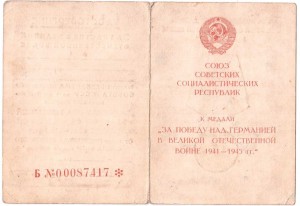 Б №00087417 *
СОЮЗ
СОВЕТСКИХ
СОЦИАЛИСТИЧЕСКИХ
РЕСПУБЛИК
К МЕДАЛИ
"ЗА ПОБЕДУ НАД ГЕРМАНИЕЙ
В ВЕЛИКОЙ ОТЕЧЕСТВЕННОЙ
ВОЙНЕ 1941–1945 гг."